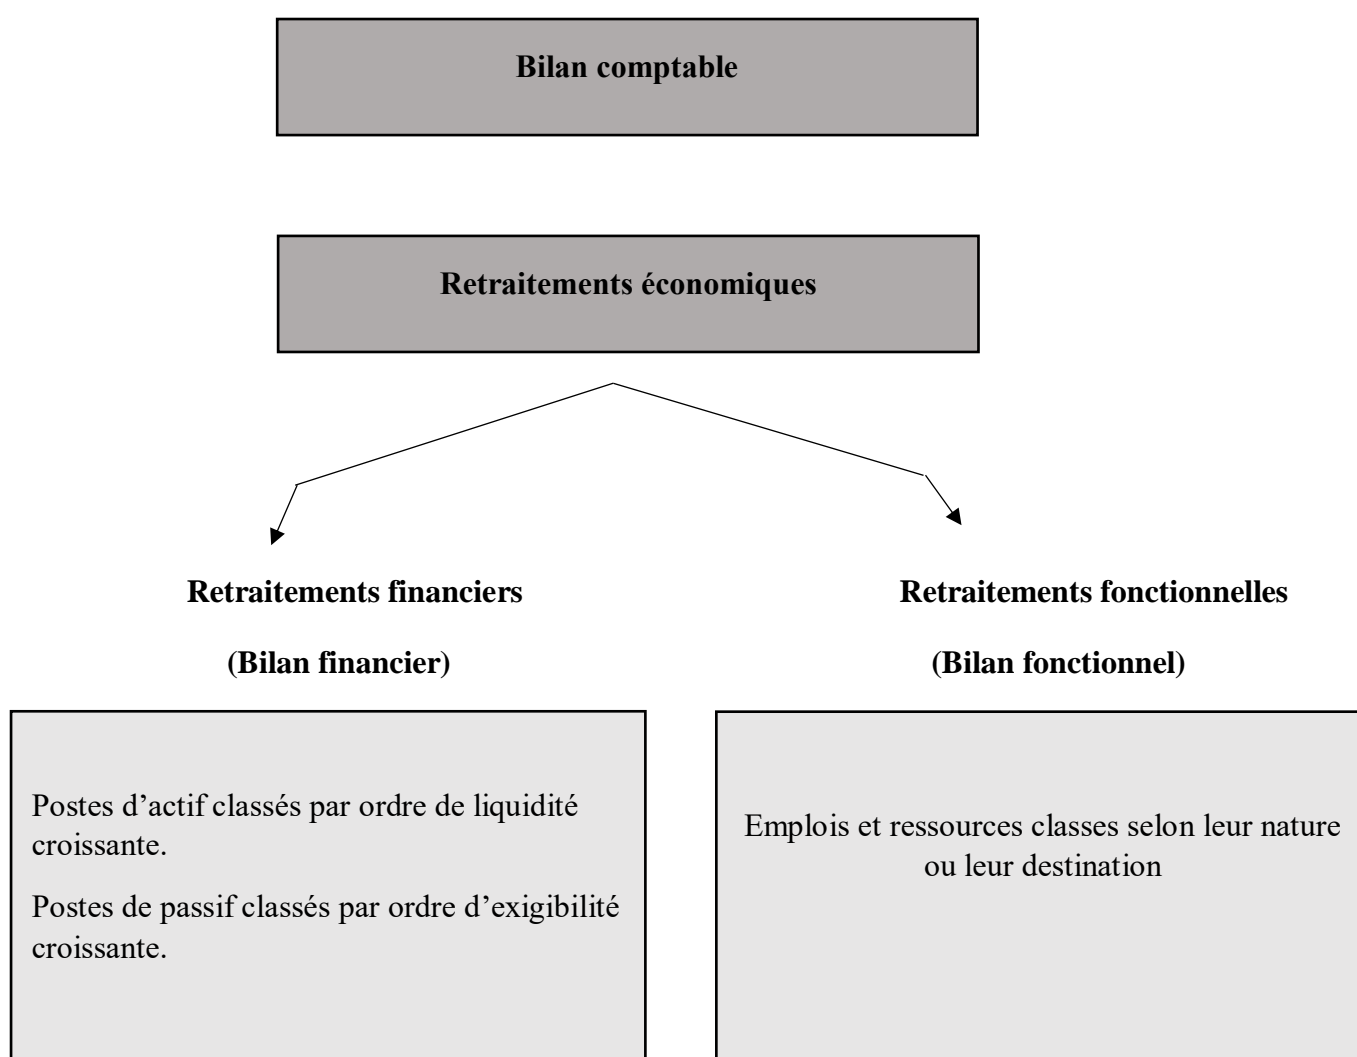 Bilan comptable
Retraitements économiques
Retraitements financiers
(Bilan financier)
Postes d’actif classés par ordre de liquidité
croissante.
Postes de passif classés par ordre d’exigibilité
croissante.
Retraitements fonctionnelles
(Bilan fonctionnel)
Emplois et ressources classes selon leur nature
ou leur destination